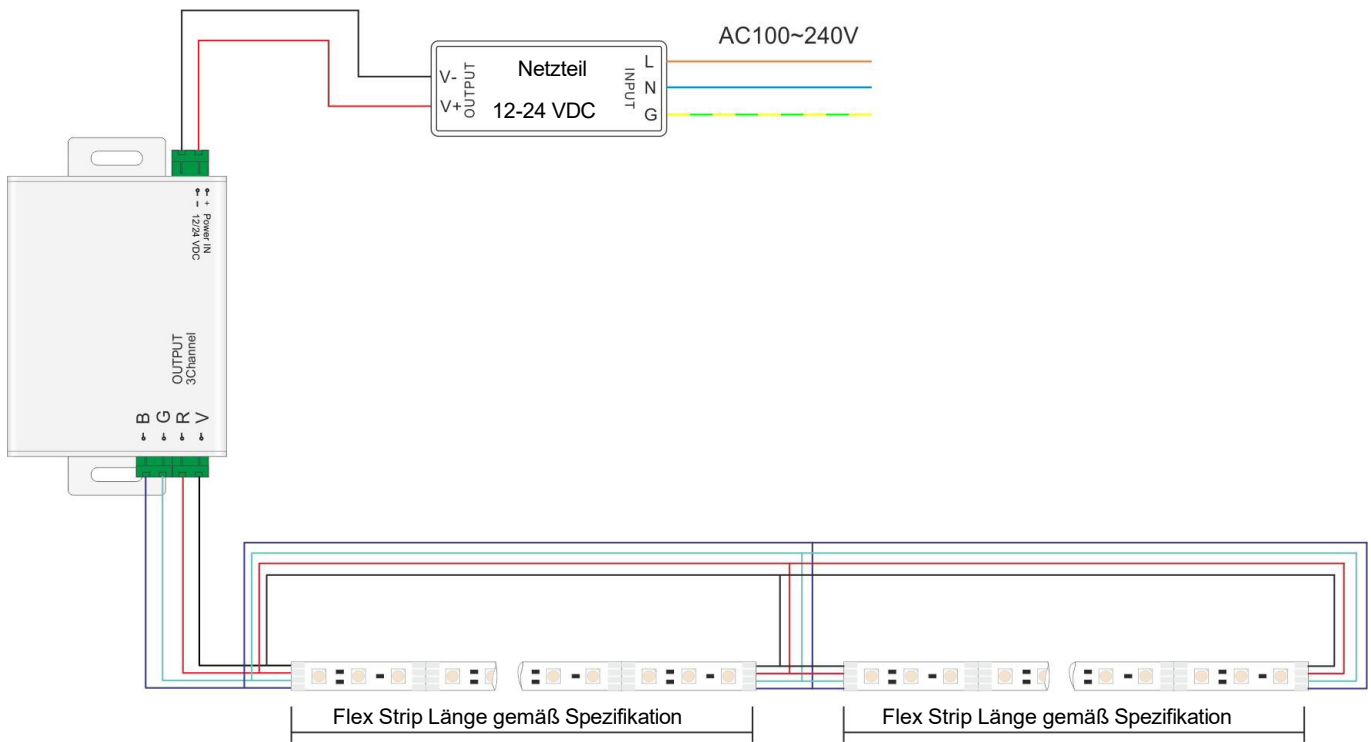 AC100~240V
V-
V+
OUTPUT
Netzteil
12-24 VDC
INPUT
L
N
G
- +
Power IN
12/24 VDC
OUTPUT
3Channel
B G R V
Flex Strip Länge gemäß Spezifikation
Flex Strip Länge gemäß Spezifikation